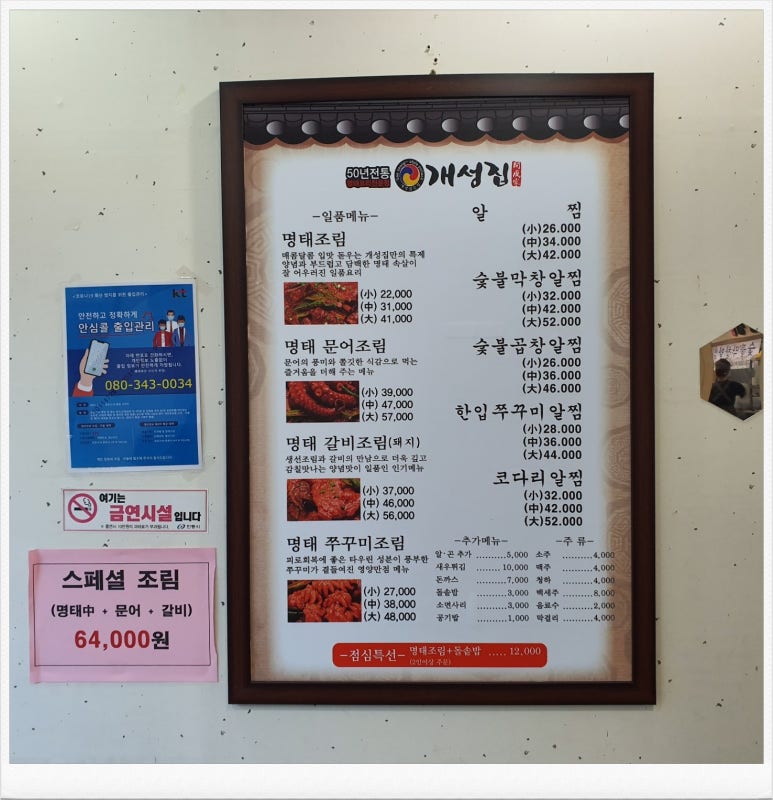 50년전통
개성집
-일품메뉴-
명태조림
매콤달콤 입맛 돋우는 개성집만의 특제
양념과 부드럽고 담백한 명태 속살이
잘 어우러진 일품요리
(小) 22,000
(中) 31,000
(大) 41,000
명태 문어조림
문어의 풍미와 쫄깃한 식감으로 먹는
즐거움을 더해 주는 메뉴
(小) 39,000
(中) 47,000
(大) 57,000
명태 갈비조림(돼지)
생선조림과 갈비의 만남으로 더욱 깊고
감칠맛나는 양념맛이 일품인 인기메뉴
(小) 37,000
(中) 46,000
(大) 56,000
명태 쭈꾸미조림
피로회복에 좋은 타우린 성분이 풍부한
쭈꾸미가 곁들여진 영양만점 메뉴
(小) 27,000
(中) 38,000
(大) 48,000
알 찜
(小)26.000
(中)34.000
(大)42.000
숯불막창알찜
(小)32.000
(中)42.000
(大)52.000
숯불곱창알찜
(小)26.000
(中)36.000
(大)46.000
한입쭈꾸미알찜
(小)28.000
(中)36.000
(大)44.000
코다리알찜
(小)32.000
(中)42.000
(大)52.000
-추가메뉴-
알·곤 추가 ..........5,000
새우튀김 .......... 10,000
돈까스 .......... 7,000
돌솥밥 .......... 3,000
소면사리 .......... 3,000
공기밥 .......... 1,000
-주 류-
소주 .......... 4,000
맥주 .......... 4,000
청하 .......... 4,000
백세주 .......... 8,000
음료수 .......... 2,000
막걸리 .......... 4,000
-점심특선- 명태조림+돌솥밥 ..... 12,000
(2인이상 주문)
kt
안전하고 정확하게
안심콜 출입관리
080-343-0034
여기는
금연시설입니다
스페셜 조림
(명태中 + 문어 + 갈비)
64,000원